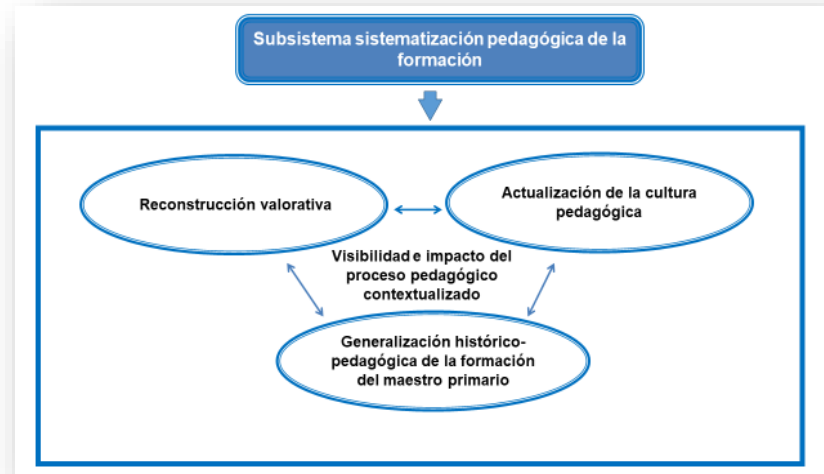 Subsistema sistematización pedagógica de la
formación
Reconstrucción valorativa
Actualización de la cultura
pedagógica
Visibilidad e impacto del
proceso pedagógico
contextualizado
Generalización histórico-
pedagógica de la formación
del maestro primario